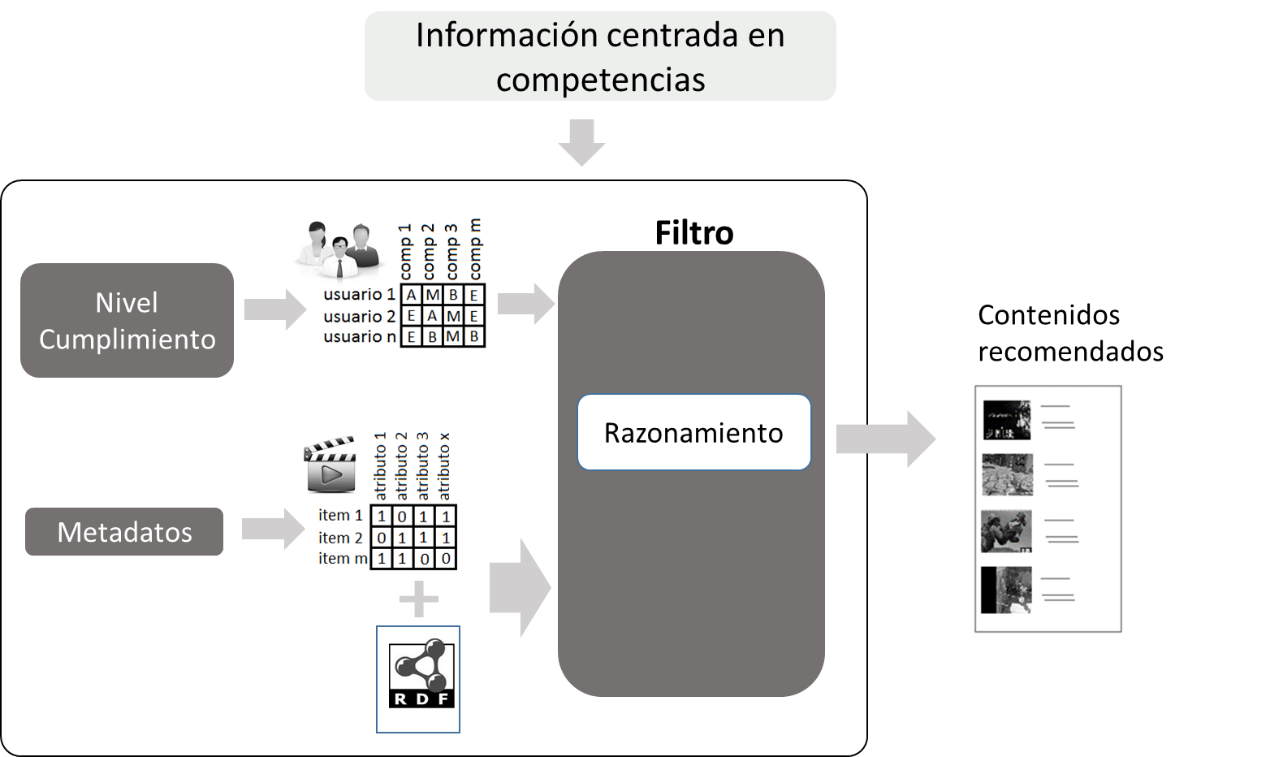 Información centrada en
competencias
Filtro
Nivel
Cumplimiento
comp 1
comp 2
comp 3
comp m
usuario 1 A M B E
usuario 2 E A M E
usuario n E B M B
Razonamiento
Metadatos
atributo 1
atributo 2
atributo 3
atributo x
item 1 1 0 1 1
item 2 0 1 1 1
item m 1 1 0 0
RDF
Contenidos
recomendados